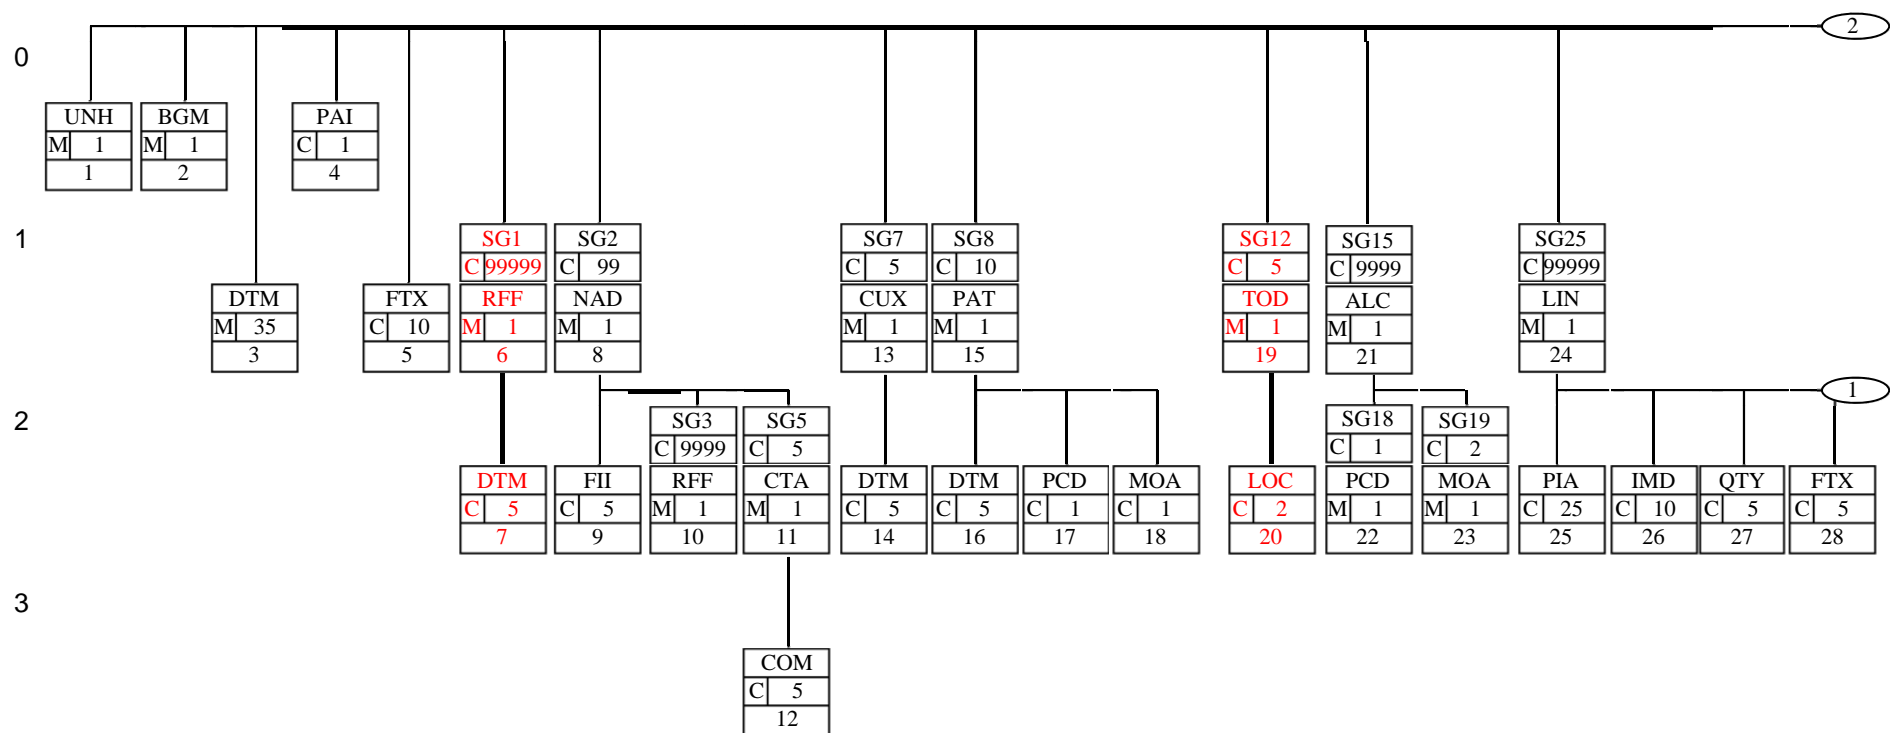 2
0
UNH BGM PAI
M 1 M 1 C 1
1 2 4
1
SG1 SG2 SG7 SG8 SG12 SG15 SG25
C 99999 C 99 C 5 C 10 C 5 C 9999 C 99999
DTM FTX RFF NAD CUX PAT TOD ALC LIN
M 35 C 10 M 1 M 1 M 1 M 1 M 1 M 1 M 1
3 5 6 8 13 15 19 21 24
1
2
SG3 SG5 SG18 SG19
C 9999 C 5 C 1 C 2
DTM FII RFF CTA DTM DTM PCD MOA LOC PCD MOA PIA IMD QTY FTX
C 5 C 5 M 1 M 1 C 5 C 5 C 1 C 1 C 2 M 1 M 1 C 25 C 10 C 5 C 5
7 9 10 11 14 16 17 18 20 22 23 25 26 27 28
3
COM
C 5
12